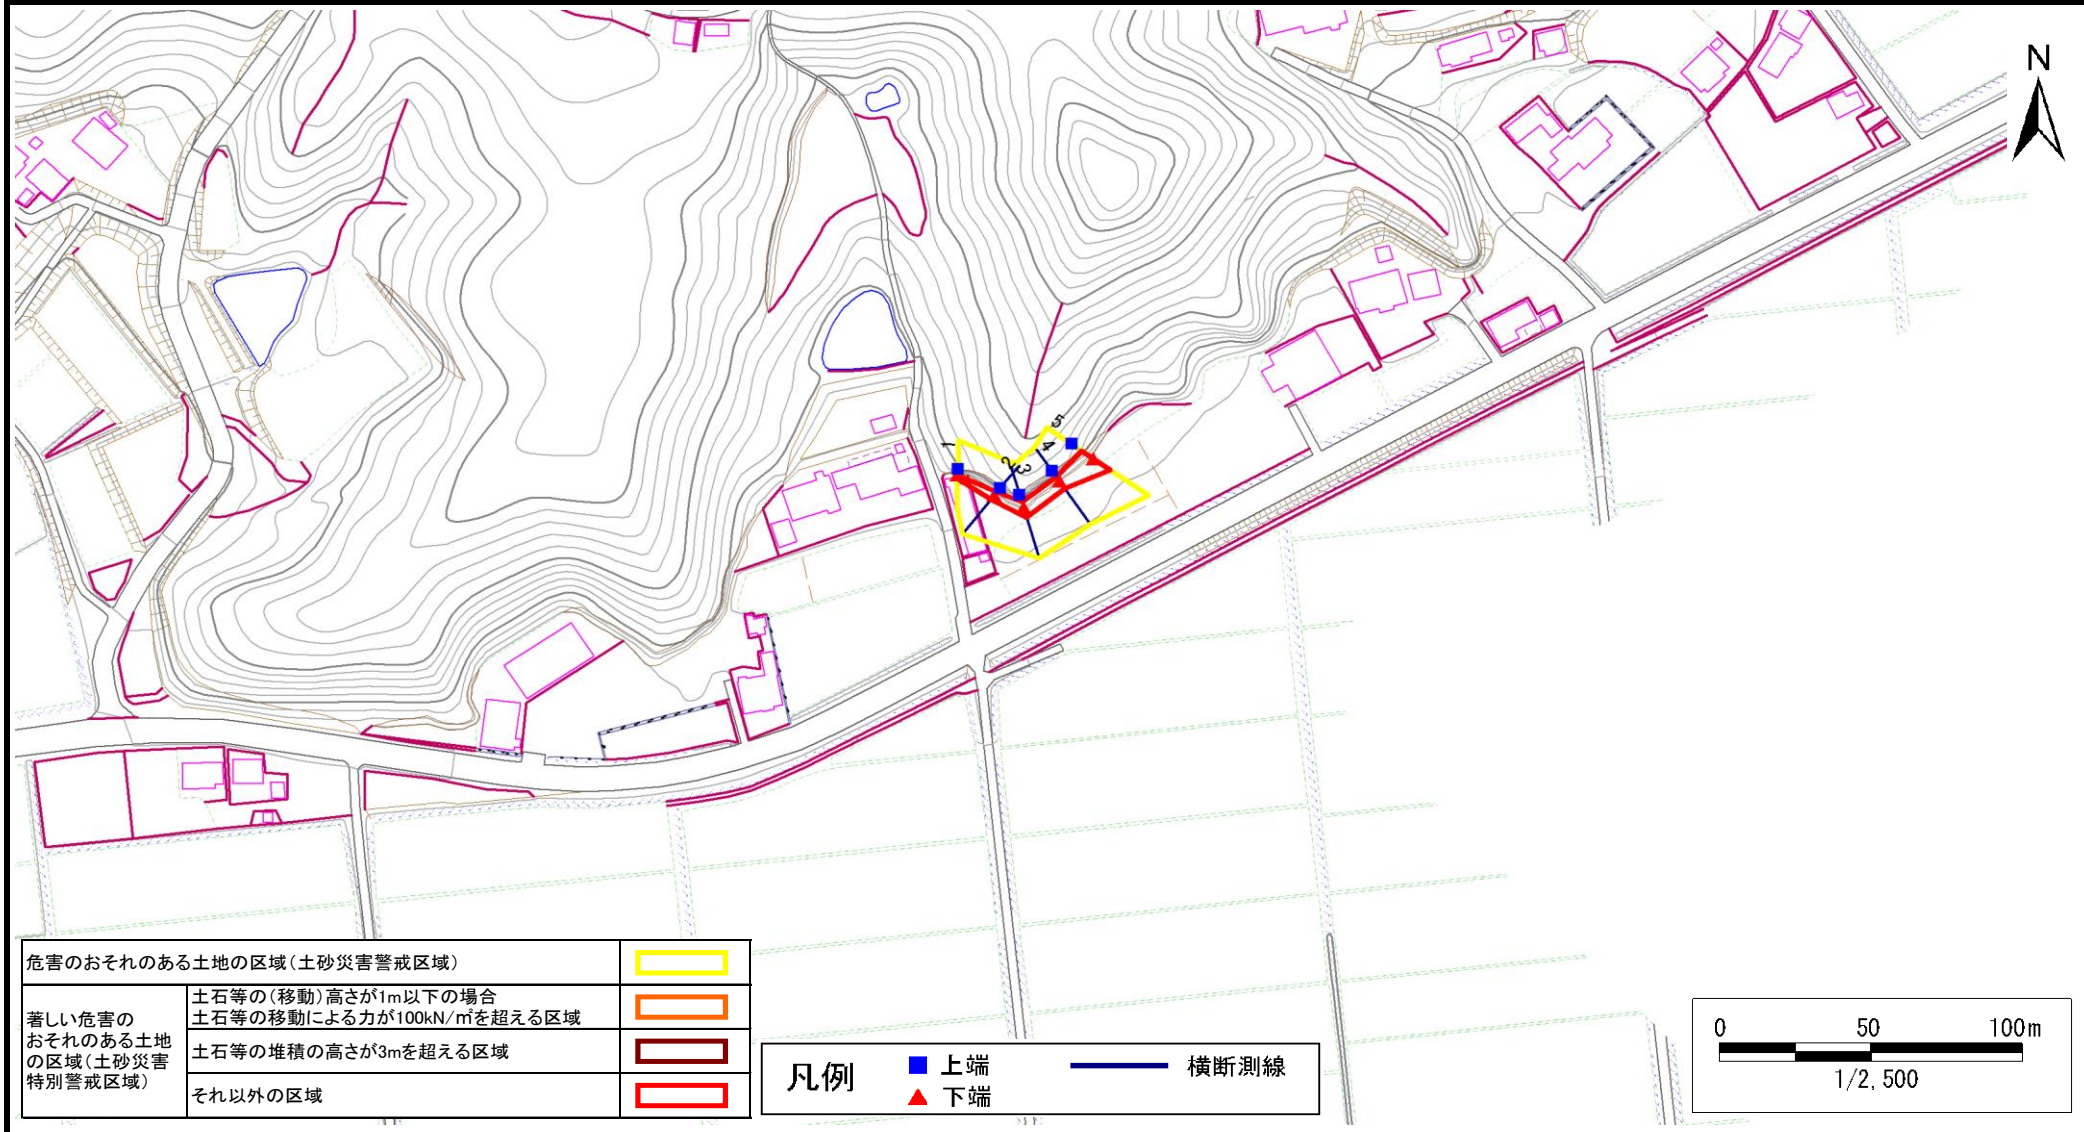 N
1
2
3
4
5
危害のおそれのある土地の区域(土砂災害警戒区域)
著しい危害の
おそれのある土地
の区域(土砂災害
特別警戒区域)
土石等の(移動)高さが1m以下の場合
土石等の移動による力が100kN/㎡を超える区域
土石等の堆積の高さが3mを超える区域
それ以外の区域
凡例
上端
下端
横断測線
0 50 100m
1/2,500